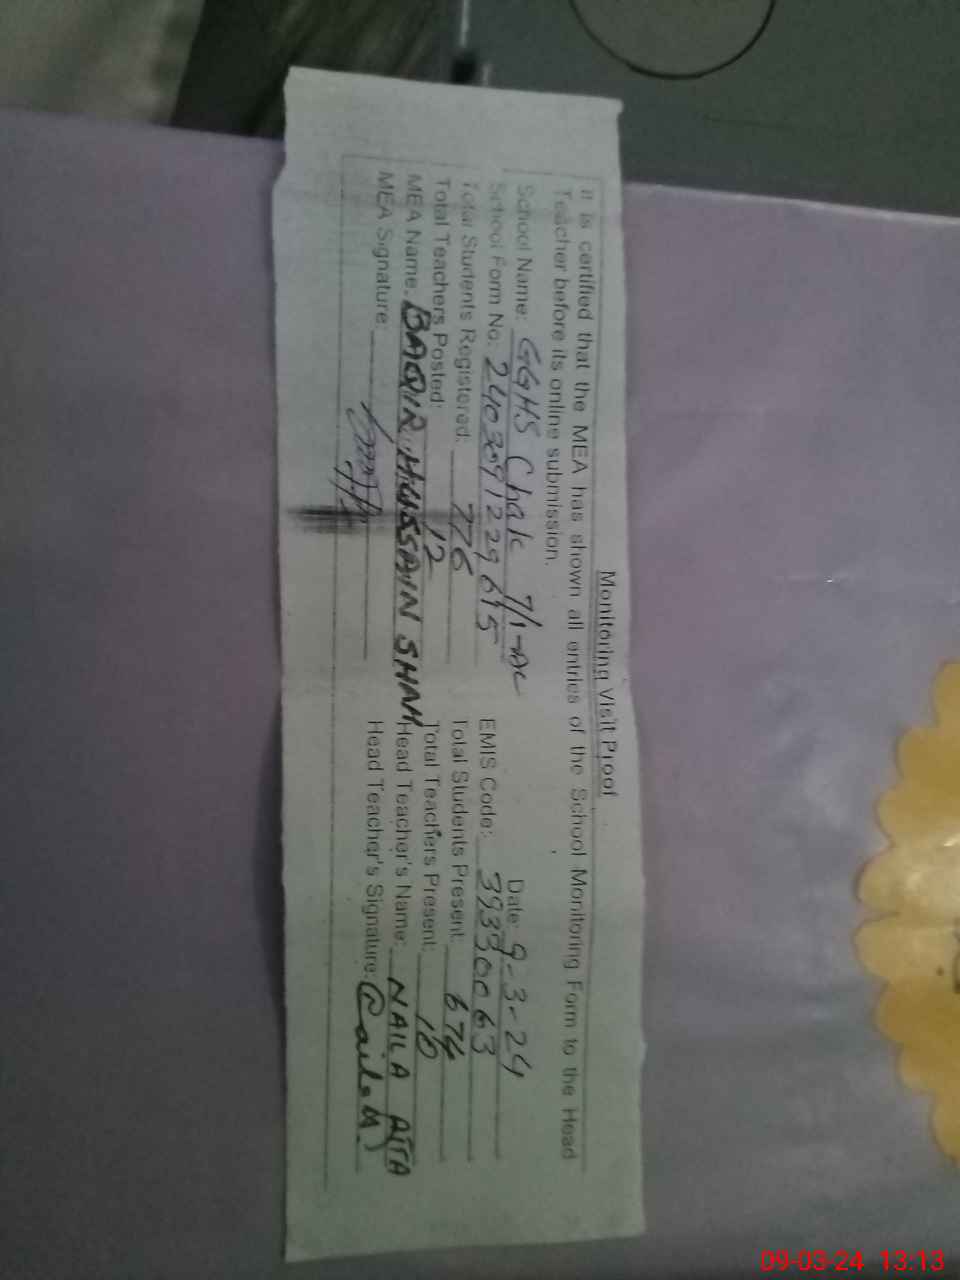 Monitoring Visit Proof
It is certified that the MEA has shown all entries of the School Monitoring Form to the Head
Teacher before its online submission.
School Name: GGHS Chak 7/1-AL Date: 9-3-24
School Form No: EMIS Code: 39330063
Total Students Registered: 776 Total Students Present: 674
Total Teachers Posted: 12 Total Teachers Present: 10
MEA Name: BAQIR HUSSAIN SHAH Head Teacher's Name: NAILA ATTA
MEA Signature: Head Teacher's Signature:
09-03-24 13:13